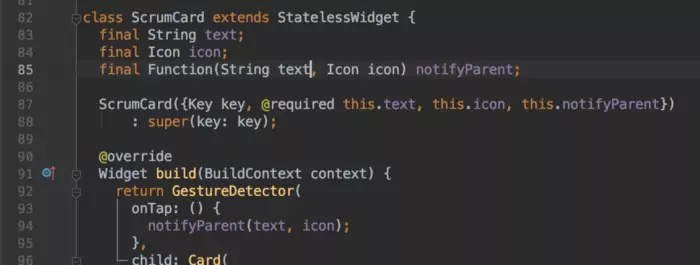 81
82 class ScrumCard extends StatelessWidget {
83 final String text;
84 final Icon icon;
85 final Function(String text, Icon icon) notifyParent;
86
87 ScrumCard({Key key, @required this.text, this.icon, this.notifyParent})
88 : super(key: key);
89
90 @override
91 Widget build(BuildContext context) {
92 return GestureDetector(
93 onTap: () {
94 notifyParent(text, icon);
95 },
96 child: Card(